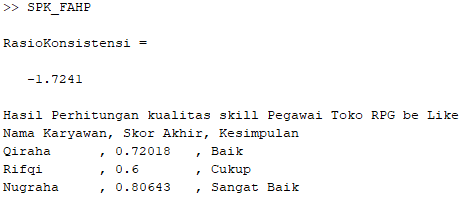 >> SPK_FAHP
RasioKonsistensi =
-1.7241
Hasil Perhitungan kualitas skill Pegawai Toko RPG be Like
Nama Karyawan, Skor Akhir, Kesimpulan
Qiraha      , 0.72018   , Baik
Rifqi       , 0.6       , Cukup
Nugraha     , 0.80643   , Sangat Baik